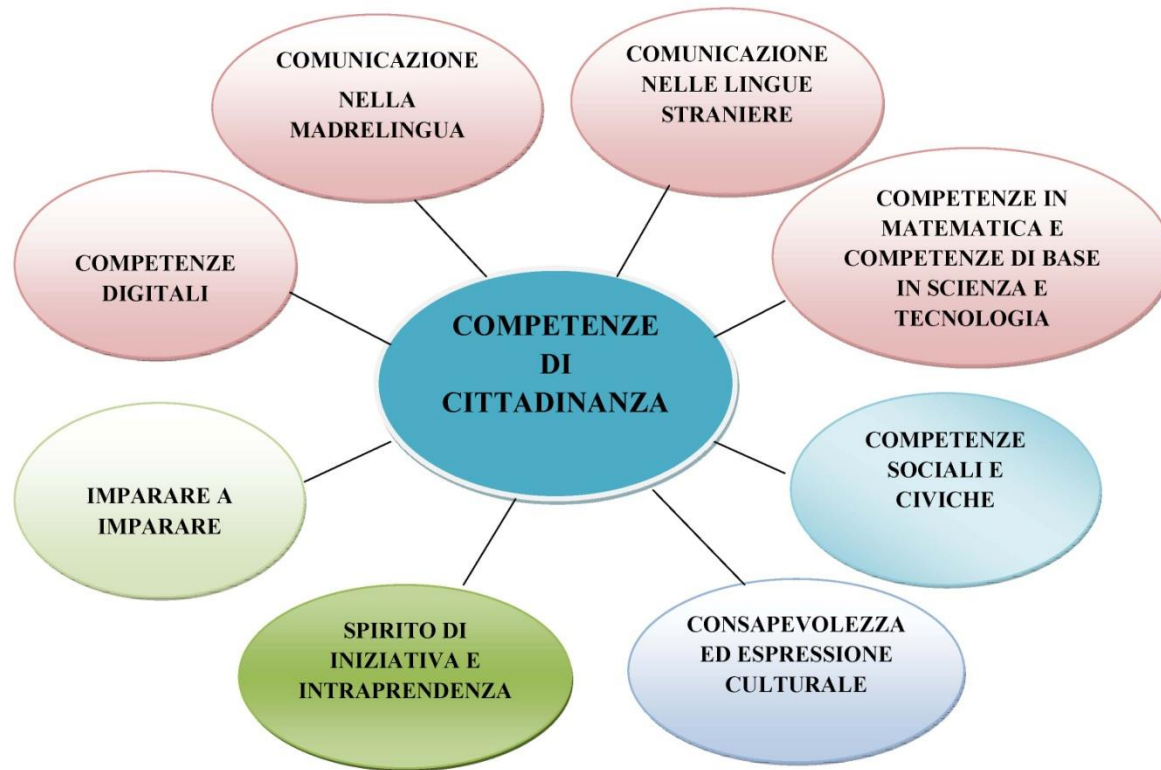 COMUNICAZIONE
NELLA
MADRELINGUA
COMUNICAZIONE
NELLE LINGUE
STRANIERE
COMPETENZE IN
MATEMATICA E
COMPETENZE DI BASE
IN SCIENZA E
TECNOLOGIA
COMPETENZE
DIGITALI
COMPETENZE
DI
CITTADINANZA
COMPETENZE
SOCIALI E
CIVICHE
IMPARARE A
IMPARARE
SPIRITO DI
INIZIATIVA E
INTRAPRENDENZA
CONSAPEVOLEZZA
ED ESPRESSIONE
CULTURALE